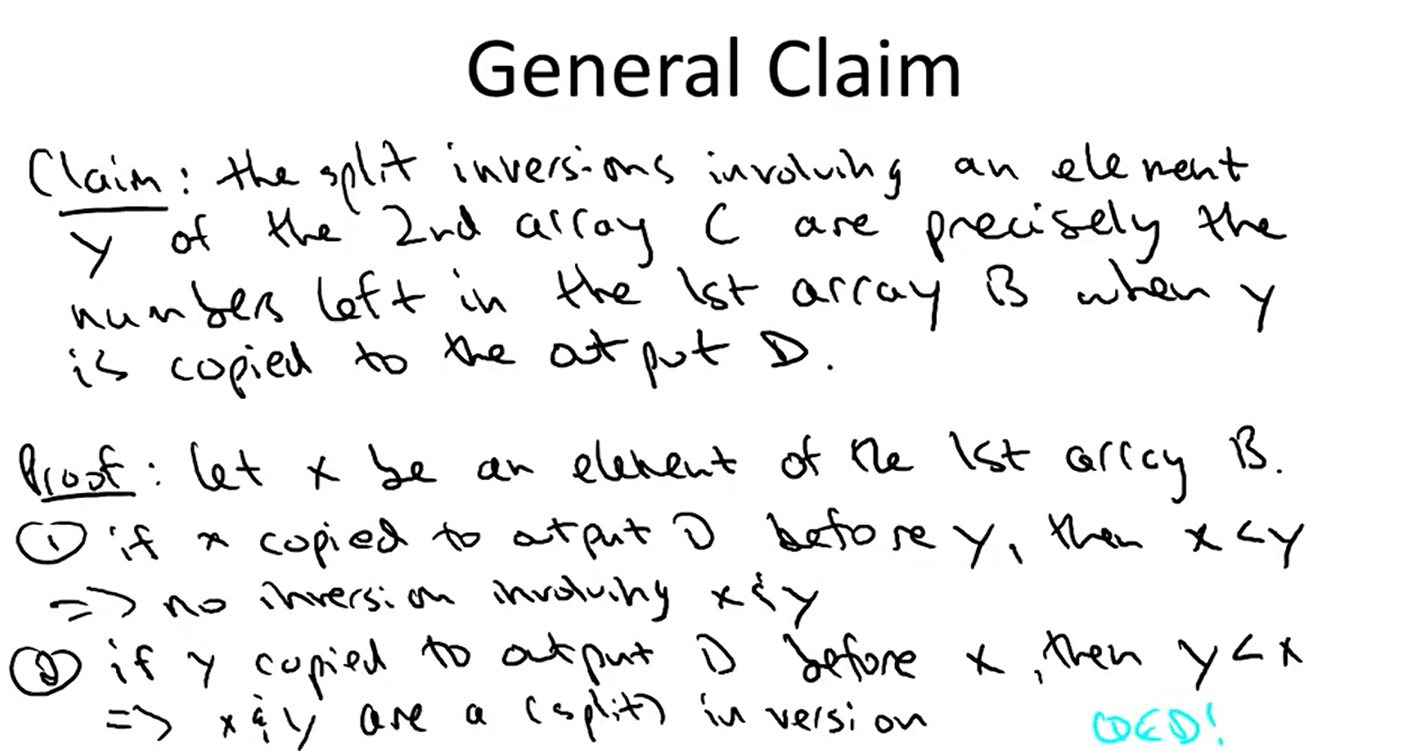 General Claim
Claim: the split inversions involving an element
y of the 2nd array C are precisely the
numbers left in the 1st array B when y
is copied to the output D.
Proof: let x be an element of the 1st array B.
① if x copied to output D before y, then x < y
=> no inversion involving x & y
② if y copied to output D before x, then y < x
=> x & y are a (split) inversion
QED!